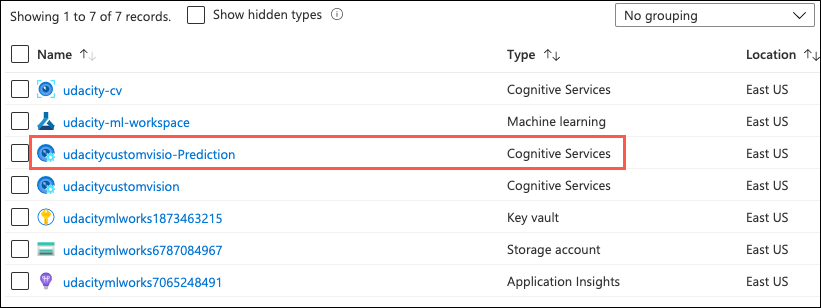 Showing 1 to 7 of 7 records. Show hidden types No grouping
Name Type Location
udacity-cv Cognitive Services East US
udacity-ml-workspace Machine learning East US
udacitycustomvisio-Prediction Cognitive Services East US
udacitycustomvision Cognitive Services East US
udacitymlworks1873463215 Key vault East US
udacitymlworks6787084967 Storage account East US
udacitymlworks7065248491 Application Insights East US